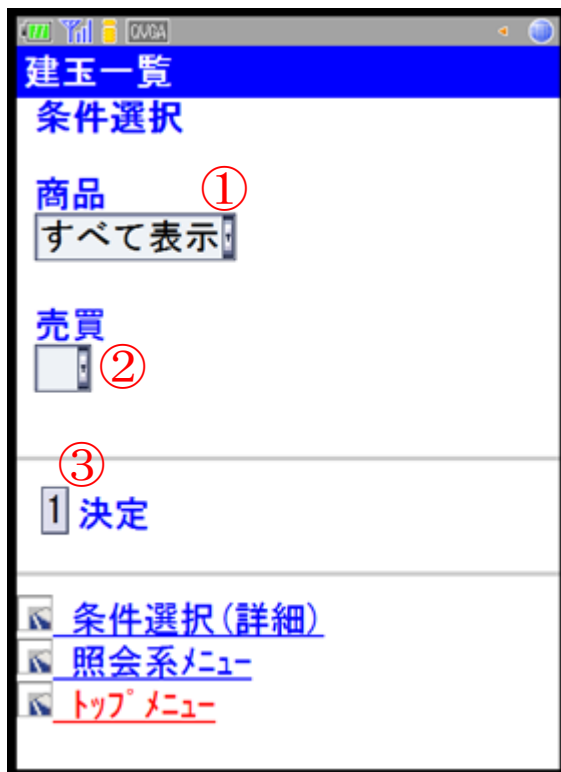 QVGA
建玉一覧
条件選択
商品 ①
すべて表示
売買
②
③
1 決定
条件選択(詳細)
照会系ﾒﾆｭｰ
ﾄｯﾌﾟﾒﾆｭｰ